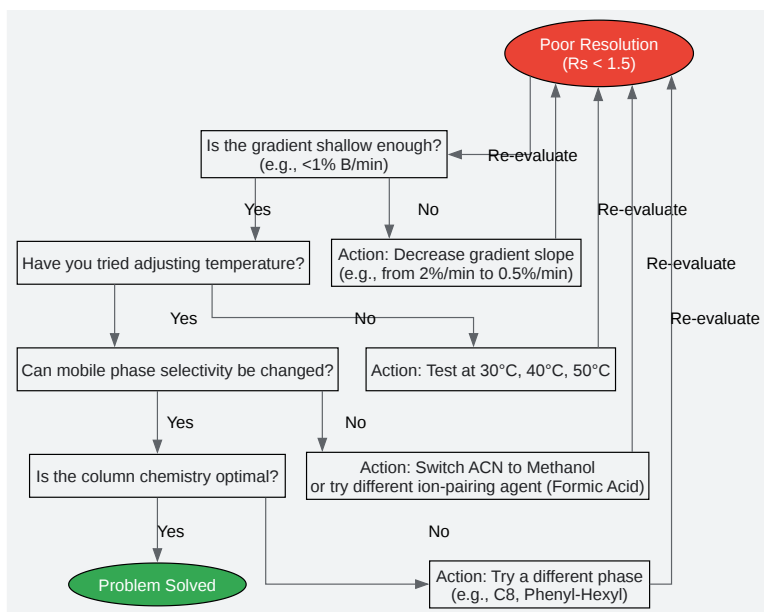 Poor Resolution
(Rs < 1.5)
Is the gradient shallow enough?
(e.g., <1% B/min)
Re-evaluate
Yes
No
Re-evaluate
Have you tried adjusting temperature?
Action: Decrease gradient slope
(e.g., from 2%/min to 0.5%/min)
Re-evaluate
Yes
No
Re-evaluate
Can mobile phase selectivity be changed?
Action: Test at 30°C, 40°C, 50°C
Yes
No
Is the column chemistry optimal?
Action: Switch ACN to Methanol
or try different ion-pairing agent (Formic Acid)
Yes
No
Problem Solved
Action: Try a different phase
(e.g., C8, Phenyl-Hexyl)